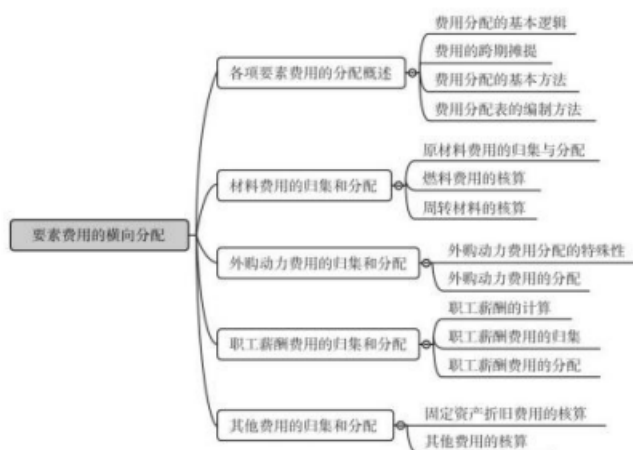 要素费用的横向分配
各项要素费用的分配概述
费用分配的基本逻辑
费用的跨期摊提
费用分配的基本方法
费用分配表的编制方法
材料费用的归集和分配
原材料费用的归集与分配
燃料费用的核算
周转材料的核算
外购动力费用的归集和分配
外购动力费用分配的特殊性
外购动力费用的分配
职工薪酬费用的归集和分配
职工薪酬的计算
职工薪酬费用的归集
职工薪酬费用的分配
其他费用的归集和分配
固定资产折旧费用的核算
其他费用的核算